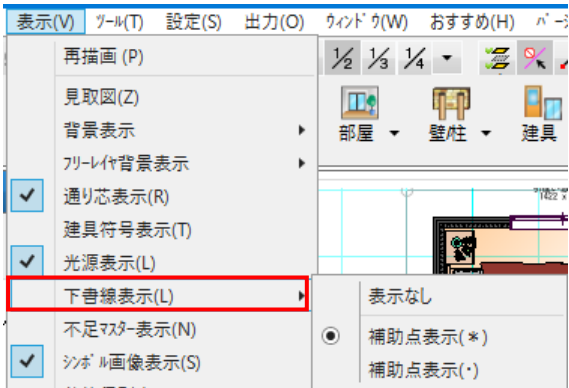 表示(V) ﾂｰﾙ(T) 設定(S) 出力(O) ｳｨﾝﾄﾞｳ(W) おすすめ(H)
再描画 (P)
1/2 1/3 1/4
見取図(Z)
背景表示
部屋 壁/柱 建具
ﾌﾘｰﾚｲﾔ背景表示
通り芯表示(R)
建具符号表示(T)
光源表示(L)
下書線表示(L)
表示なし
不足ﾏｽﾀｰ表示(N)
補助点表示(*)
ｼﾝﾎﾞﾙ画像表示(S)
補助点表示(･)